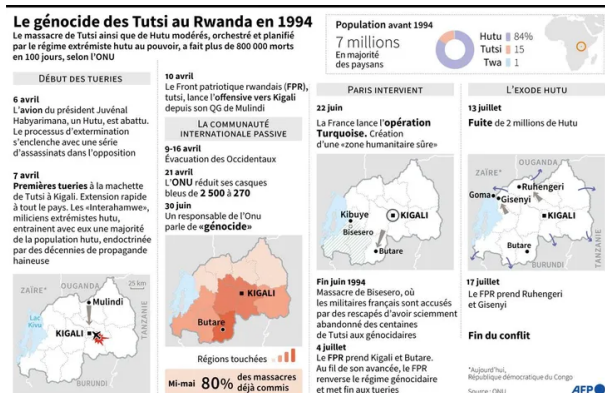 Le génocide des Tutsi au Rwanda en 1994
Le massacre de Tutsi ainsi que de Hutu modérés, orchestré et planifié
par le régime extrémiste hutu au pouvoir, a fait plus de 800 000 morts
en 100 jours, selon l'ONU
Population avant 1994
7 millions
En majorité
des paysans
Hutu 84%
Tutsi 15
Twa 1
DÉBUT DES TUERIES
6 avril
L'avion du président Juvénal
Habyarimana, un Hutu, est abattu.
Le processus d'extermination
s'enclenche avec une série
d'assassinats dans l'opposition
7 avril
Premières tueries à la machette
de Tutsi à Kigali. Extension rapide
à tout le pays. Les «Interahamwe»,
miliciens extrémistes hutu,
entrainent avec eux une majorité
de la population hutu, endoctrinée
par des décennies de propagande
haineuse
25 km
ZAÏRE*
OUGANDA
Mulindi
Lac
Kivu
KIGALI
TANZANIE
BURUNDI
10 avril
Le Front patriotique rwandais (FPR),
tutsi, lance l'offensive vers Kigali
depuis son QG de Mulindi
LA COMMUNAUTÉ
INTERNATIONALE PASSIVE
9-16 avril
Évacuation des Occidentaux
21 avril
L'ONU réduit ses casques
bleus de 2 500 à 270
30 juin
Un responsable de l'Onu
parle de «génocide»
KIGALI
Butare
Régions touchées
Mi-mai 80% des massacres
déjà commis
PARIS INTERVIENT
22 juin
La France lance l'opération
Turquoise. Création
d'une «zone humanitaire sûre»
Kibuye
KIGALI
Bisesero
Butare
Fin juin 1994
Massacre de Bisesero, où
les militaires français sont accusés
par des rescapés d'avoir sciemment
abandonné des centaines
de Tutsi aux génocidaires
4 juillet
Le FPR prend Kigali et Butare.
Au fil de son avancée, le FPR
renverse le régime génocidaire
et met fin aux tueries
L'EXODE HUTU
13 juillet
Fuite de 2 millions de Hutu
OUGANDA
ZAÏRE*
Ruhengeri
Goma
Gisenyi
KIGALI
Butare
BURUNDI
TANZANIE
17 juillet
Le FPR prend Ruhengeri
et Gisenyi
Fin du conflit
*Aujourd'hui,
République démocratique du Congo
Source : ONU
AFP